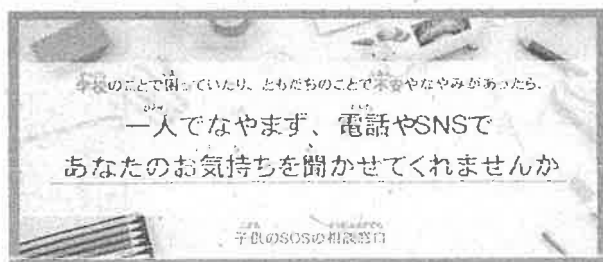 学校のことで困っていたり、ともだちのことで不安やなやみがあったら、
一人でなやまず、電話やSNSで
あなたのお気持ちを聞かせてくれませんか
子供のSOSの相談窓口